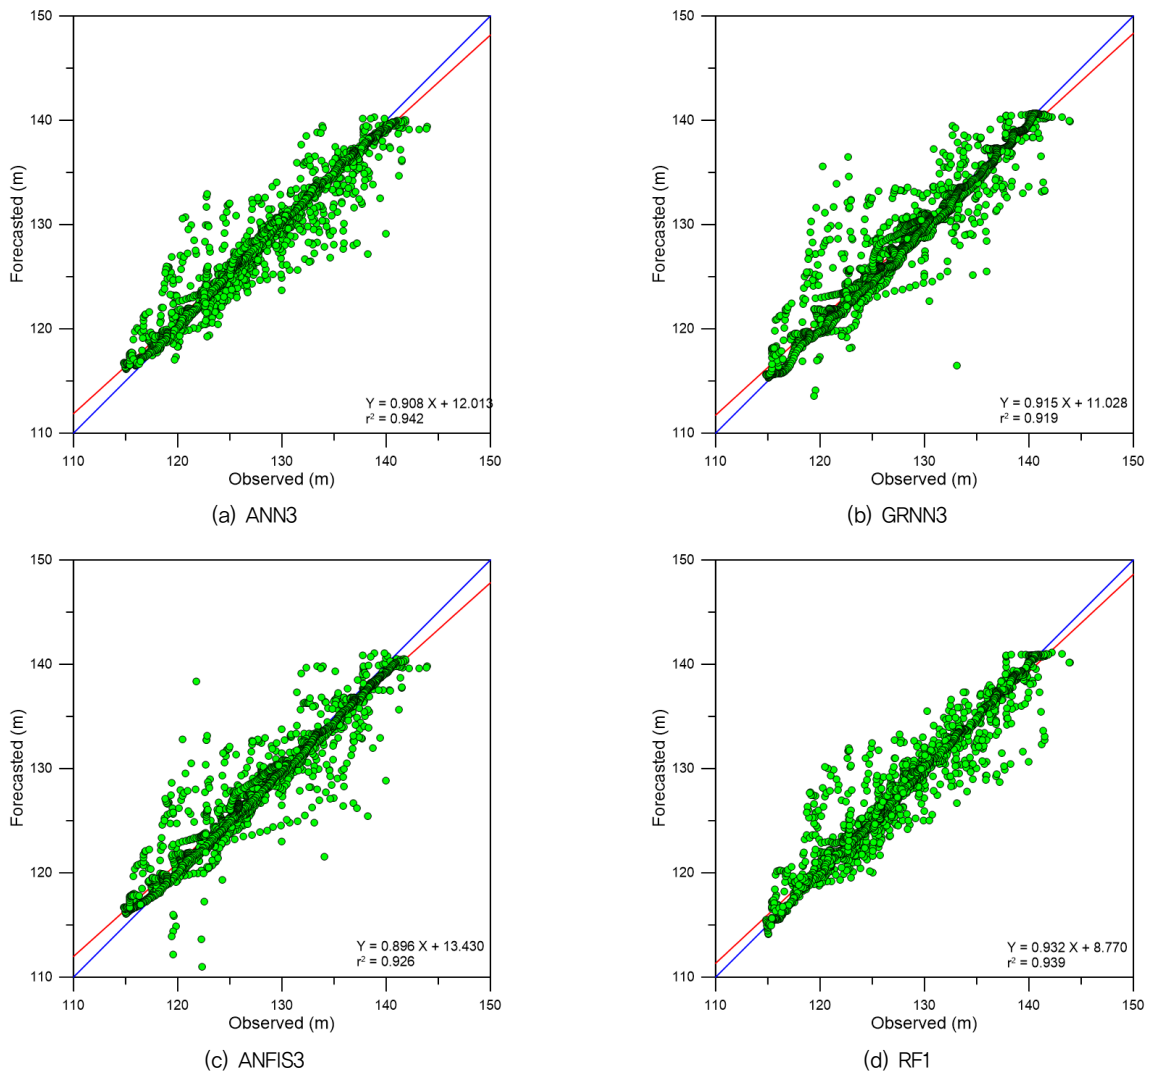 150
140
130
120
110
Forecasted (m)
Y = 0.908 X + 12.013
r² = 0.942
110 120 130 140 150
Observed (m)
(a) ANN3
150
140
130
120
110
Forecasted (m)
Y = 0.915 X + 11.028
r² = 0.919
110 120 130 140 150
Observed (m)
(b) GRNN3
150
140
130
120
110
Forecasted (m)
Y = 0.896 X + 13.430
r² = 0.926
110 120 130 140 150
Observed (m)
(c) ANFIS3
150
140
130
120
110
Forecasted (m)
Y = 0.932 X + 8.770
r² = 0.939
110 120 130 140 150
Observed (m)
(d) RF1